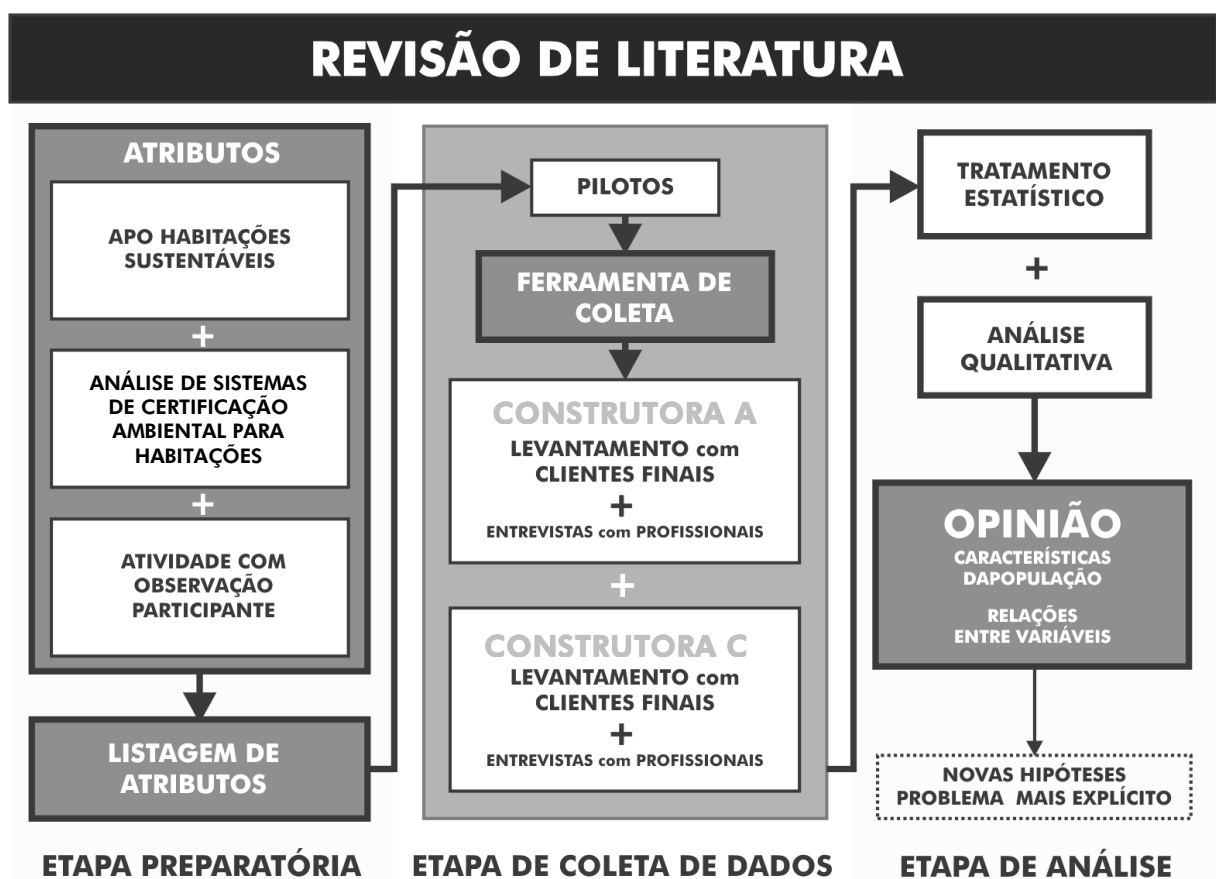 REVISÃO DE LITERATURA
ATRIBUTOS
APO HABITAÇÕES
SUSTENTÁVEIS
+
ANÁLISE DE SISTEMAS
DE CERTIFICAÇÃO
AMBIENTAL PARA
HABITAÇÕES
+
ATIVIDADE COM
OBSERVAÇÃO
PARTICIPANTE
LISTAGEM DE
ATRIBUTOS
ETAPA PREPARATÓRIA
PILOTOS
FERRAMENTA DE
COLETA
CONSTRUTORA A
LEVANTAMENTO com
CLIENTES FINAIS
+
ENTREVISTAS com PROFISSIONAIS
+
CONSTRUTORA C
LEVANTAMENTO com
CLIENTES FINAIS
+
ENTREVISTAS com PROFISSIONAIS
ETAPA DE COLETA DE DADOS
TRATAMENTO
ESTATÍSTICO
+
ANÁLISE
QUALITATIVA
OPINIÃO
CARACTERÍSTICAS
DAPOPULAÇÃO
RELAÇÕES
ENTRE VARIÁVEIS
NOVAS HIPÓTESES
PROBLEMA MAIS EXPLÍCITO
ETAPA DE ANÁLISE